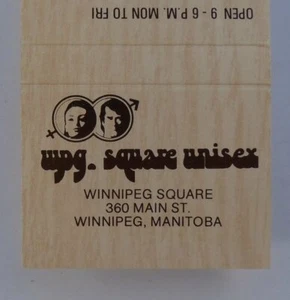 OPEN 9 - 6 P.M. MON TO FRI
wpg. square unisex
WINNIPEG SQUARE
360 MAIN ST.
WINNIPEG, MANITOBA